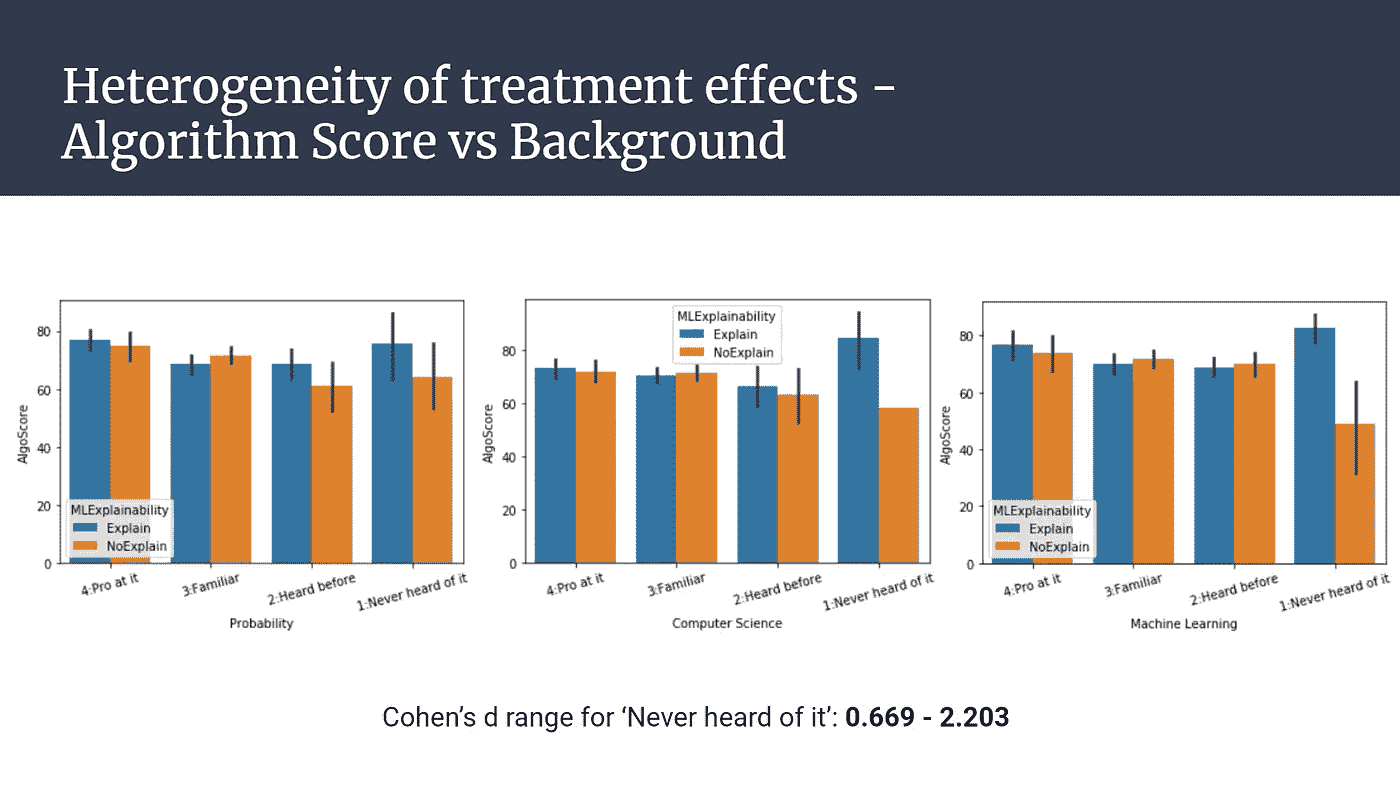 Heterogeneity of treatment effects -
Algorithm Score vs Background
AlgoScore
80
60
40
20
0
MLExplainability
Explain
NoExplain
4:Pro at it
3:Familiar
2:Heard before
1:Never heard of it
Probability
AlgoScore
80
60
40
20
0
MLExplainability
Explain
NoExplain
4:Pro at it
3:Familiar
2:Heard before
1:Never heard of it
Computer Science
AlgoScore
80
60
40
20
0
MLExplainability
Explain
NoExplain
4:Pro at it
3:Familiar
2:Heard before
1:Never heard of it
Machine Learning
Cohen's d range for 'Never heard of it': 0.669 - 2.203